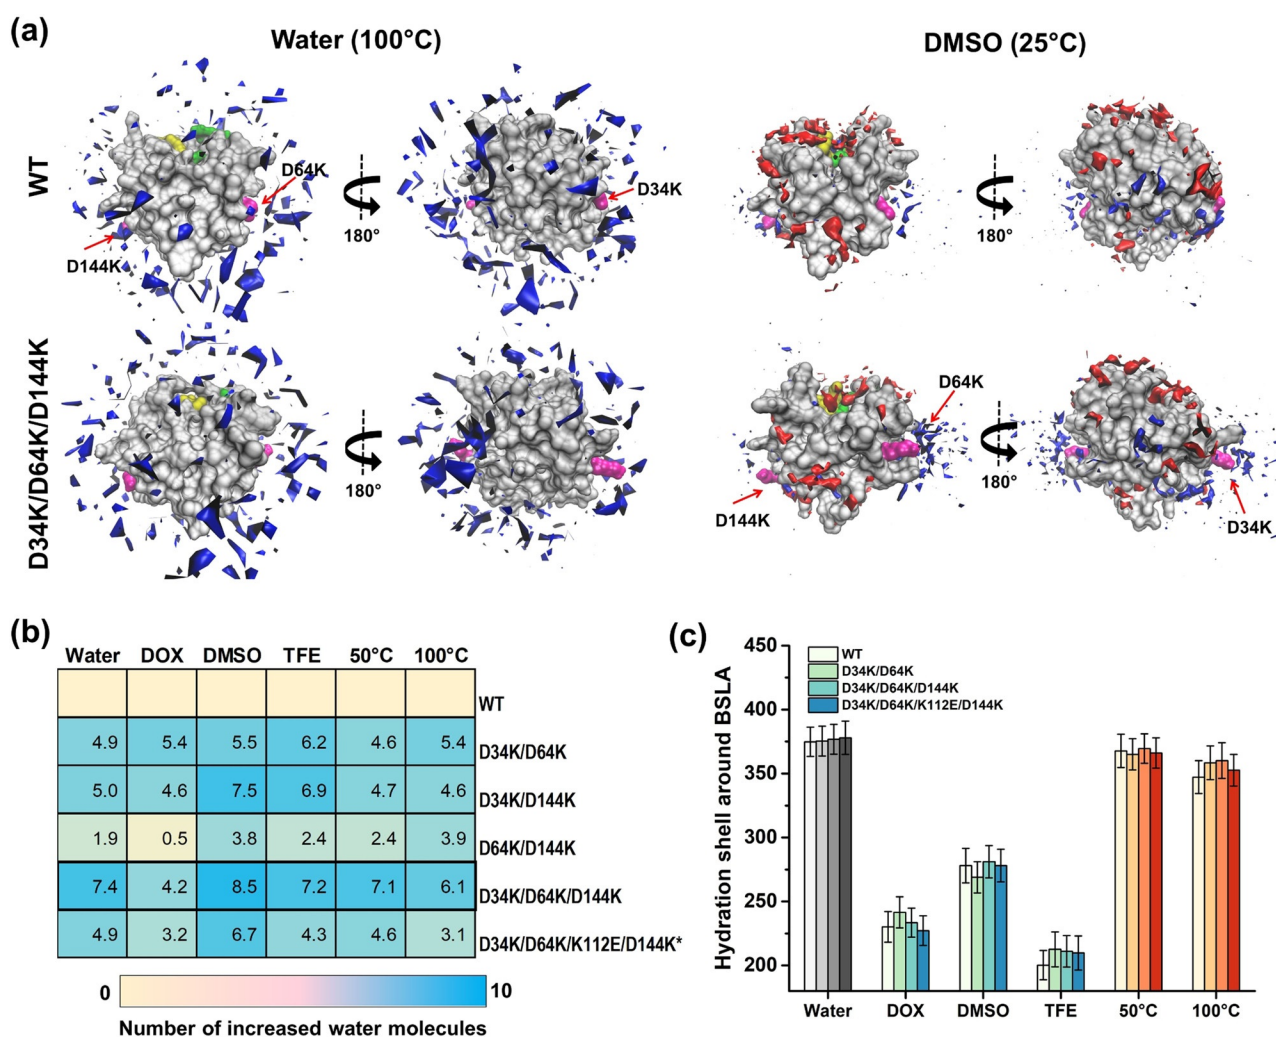 (a)
Water (100°C)
DMSO (25°C)
WT
D64K
D144K
180°
D34K
180°
D34K/D64K/D144K
180°
D64K
D144K
180°
D34K
(b)
Water DOX DMSO TFE 50°C 100°C
WT
4.9 5.4 5.5 6.2 4.6 5.4 D34K/D64K
5.0 4.6 7.5 6.9 4.7 4.6 D34K/D144K
1.9 0.5 3.8 2.4 2.4 3.9 D64K/D144K
7.4 4.2 8.5 7.2 7.1 6.1 D34K/D64K/D144K
4.9 3.2 6.7 4.3 4.6 3.1 D34K/D64K/K112E/D144K*
0 10
Number of increased water molecules
(c)
Hydration shell around BSLA
450
400
350
300
250
200
WT
D34K/D64K
D34K/D64K/D144K
D34K/D64K/K112E/D144K
Water DOX DMSO TFE 50°C 100°C